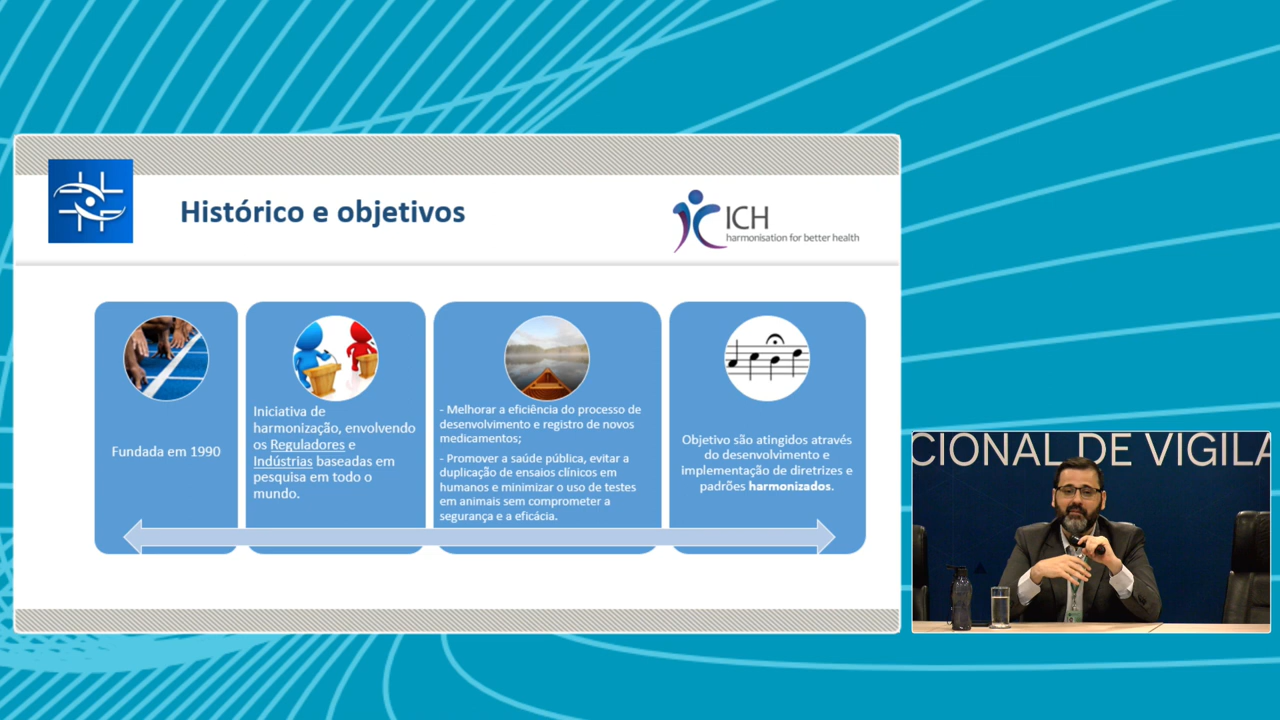 Histórico e objetivos
ICH
harmonisation for better health
Fundada em 1990
Iniciativa de
harmonização, envolvendo
os Reguladores e
Indústrias baseadas em
pesquisa em todo o
mundo.
- Melhorar a eficiência do processo de
desenvolvimento e registro de novos
medicamentos;
- Promover a saúde pública, evitar a
duplicação de ensaios clínicos em
humanos e minimizar o uso de testes
em animais sem comprometer a
segurança e a eficácia.
Objetivo são atingidos através
do desenvolvimento e
implementação de diretrizes e
padrões harmonizados.
CIONAL DE VIGILA